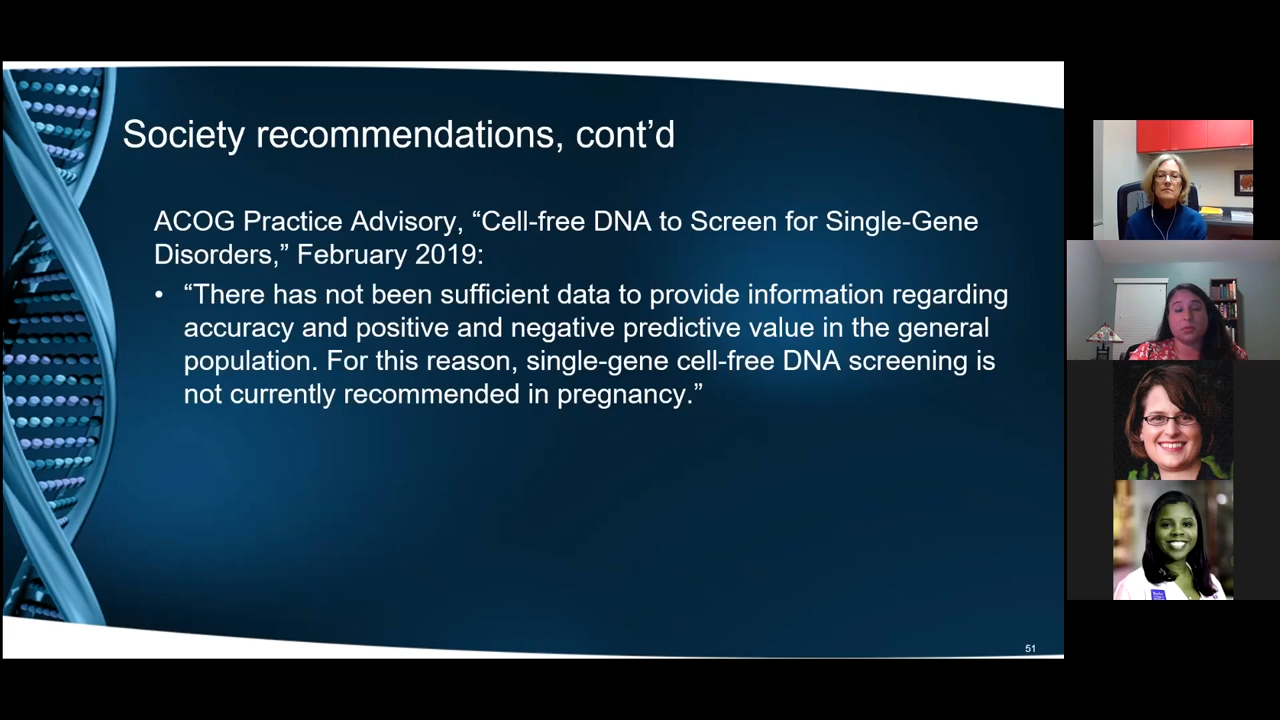 Society recommendations, cont’d
ACOG Practice Advisory, “Cell-free DNA to Screen for Single-Gene
Disorders,” February 2019:
• “There has not been sufficient data to provide information regarding
accuracy and positive and negative predictive value in the general
population. For this reason, single-gene cell-free DNA screening is
not currently recommended in pregnancy.”
51